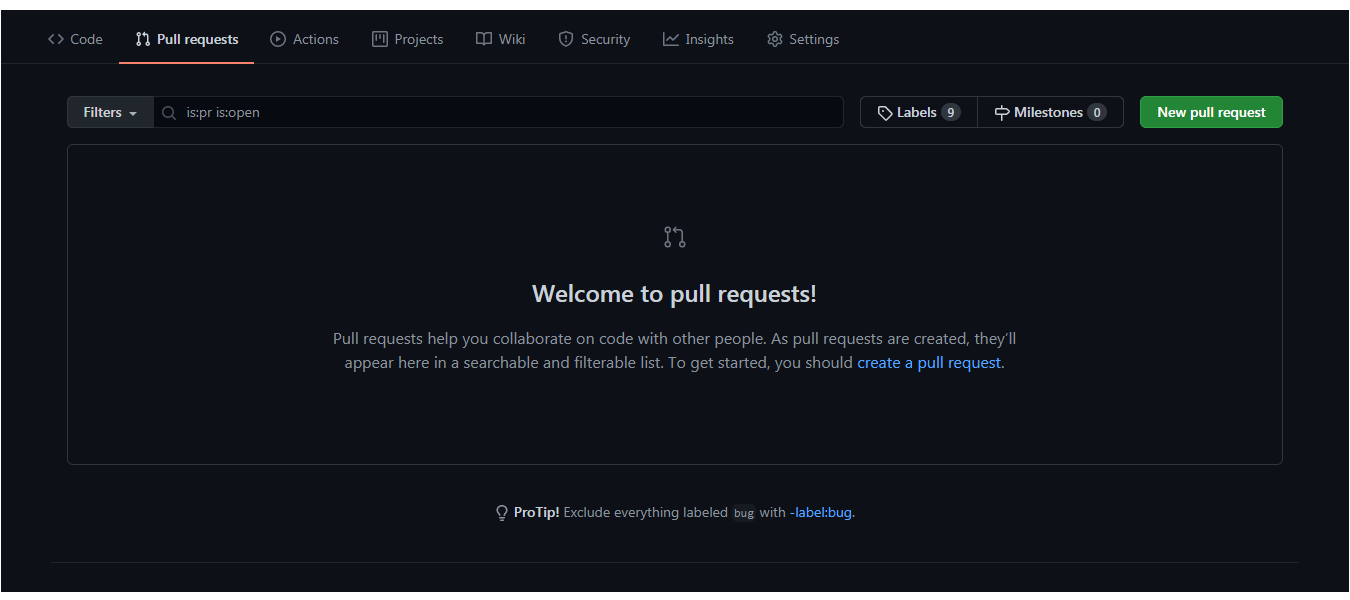 Code Pull requests Actions Projects Wiki Security Insights Settings
Filters is:pr is:open Labels 9 Milestones 0 New pull request
Welcome to pull requests!
Pull requests help you collaborate on code with other people. As pull requests are created, they’ll
appear here in a searchable and filterable list. To get started, you should create a pull request.
ProTip! Exclude everything labeled bug with -label:bug.